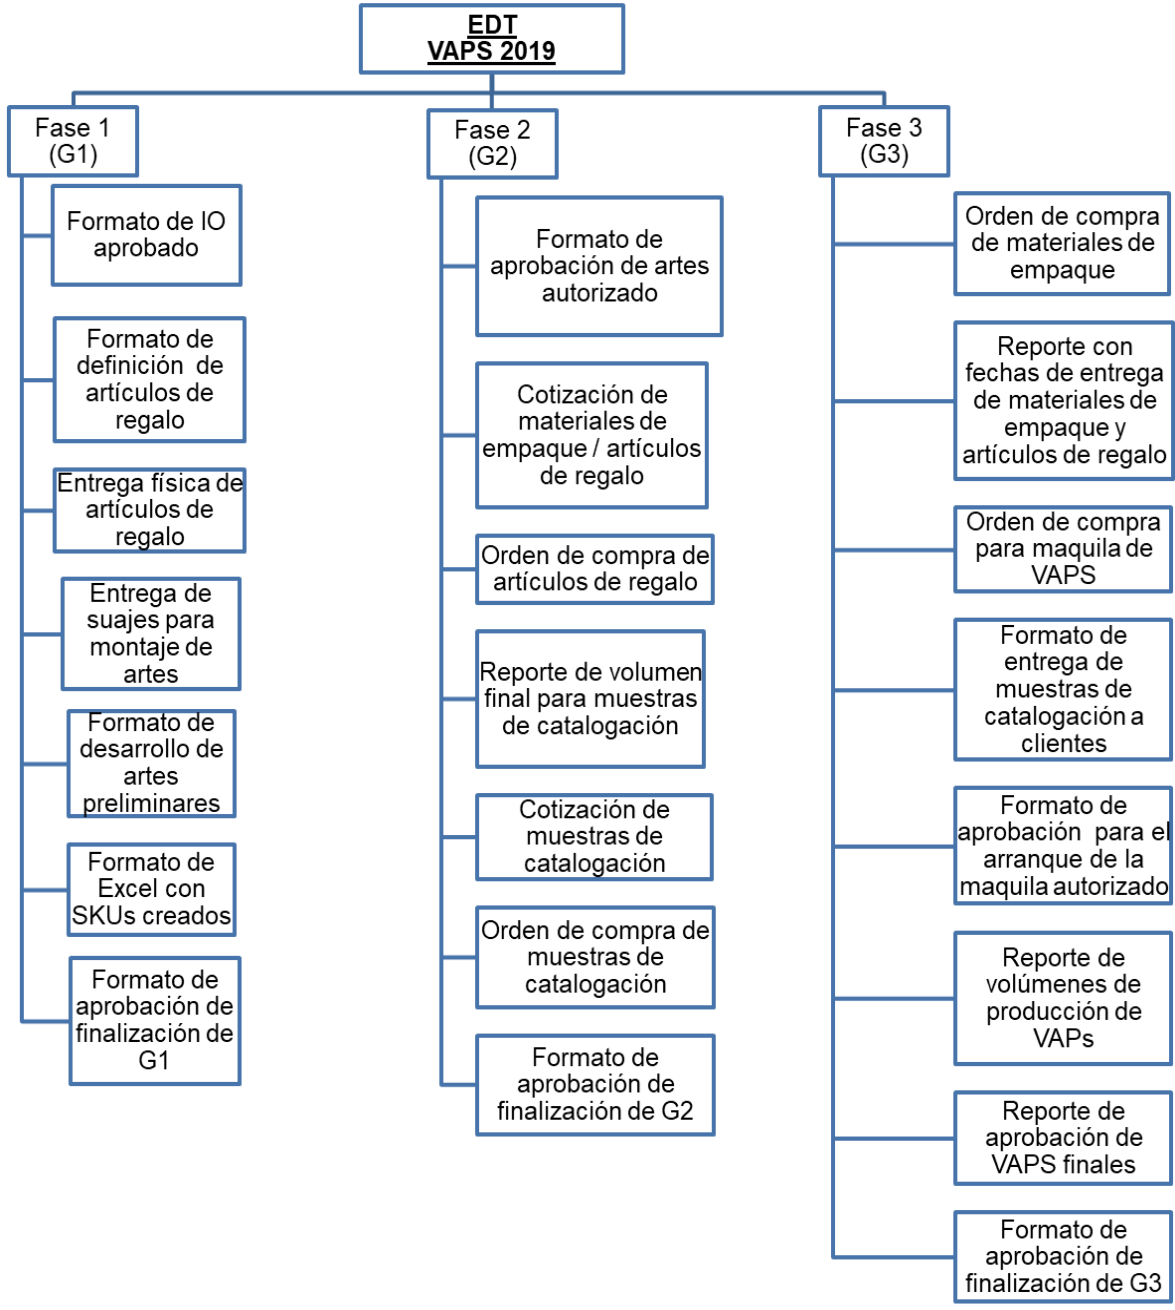 EDT
VAPS 2019
Fase 1
(G1)
Formato de IO
aprobado
Formato de
definición de
artículos de
regalo
Entrega física de
artículos de
regalo
Entrega de
suajes para
montaje de
artes
Formato de
desarrollo de
artes
preliminares
Formato de
Excel con
SKUs creados
Formato de
aprobación de
finalización de
G1
Fase 2
(G2)
Formato de
aprobación de artes
autorizado
Cotización de
materiales de
empaque / artículos
de regalo
Orden de compra de
artículos de regalo
Reporte de volumen
final para muestras
de catalogación
Cotización de
muestras de
catalogación
Orden de compra de
muestras de
catalogación
Formato de
aprobación de
finalización de G2
Fase 3
(G3)
Orden de compra
de materiales de
empaque
Reporte con
fechas de entrega
de materiales de
empaque y
artículos de regalo
Orden de compra
para maquila de
VAPS
Formato de
entrega de
muestras de
catalogación a
clientes
Formato de
aprobación para el
arranque de la
maquila autorizado
Reporte de
volúmenes de
producción de
VAPs
Reporte de
aprobación de
VAPS finales
Formato de
aprobación de
finalización de G3